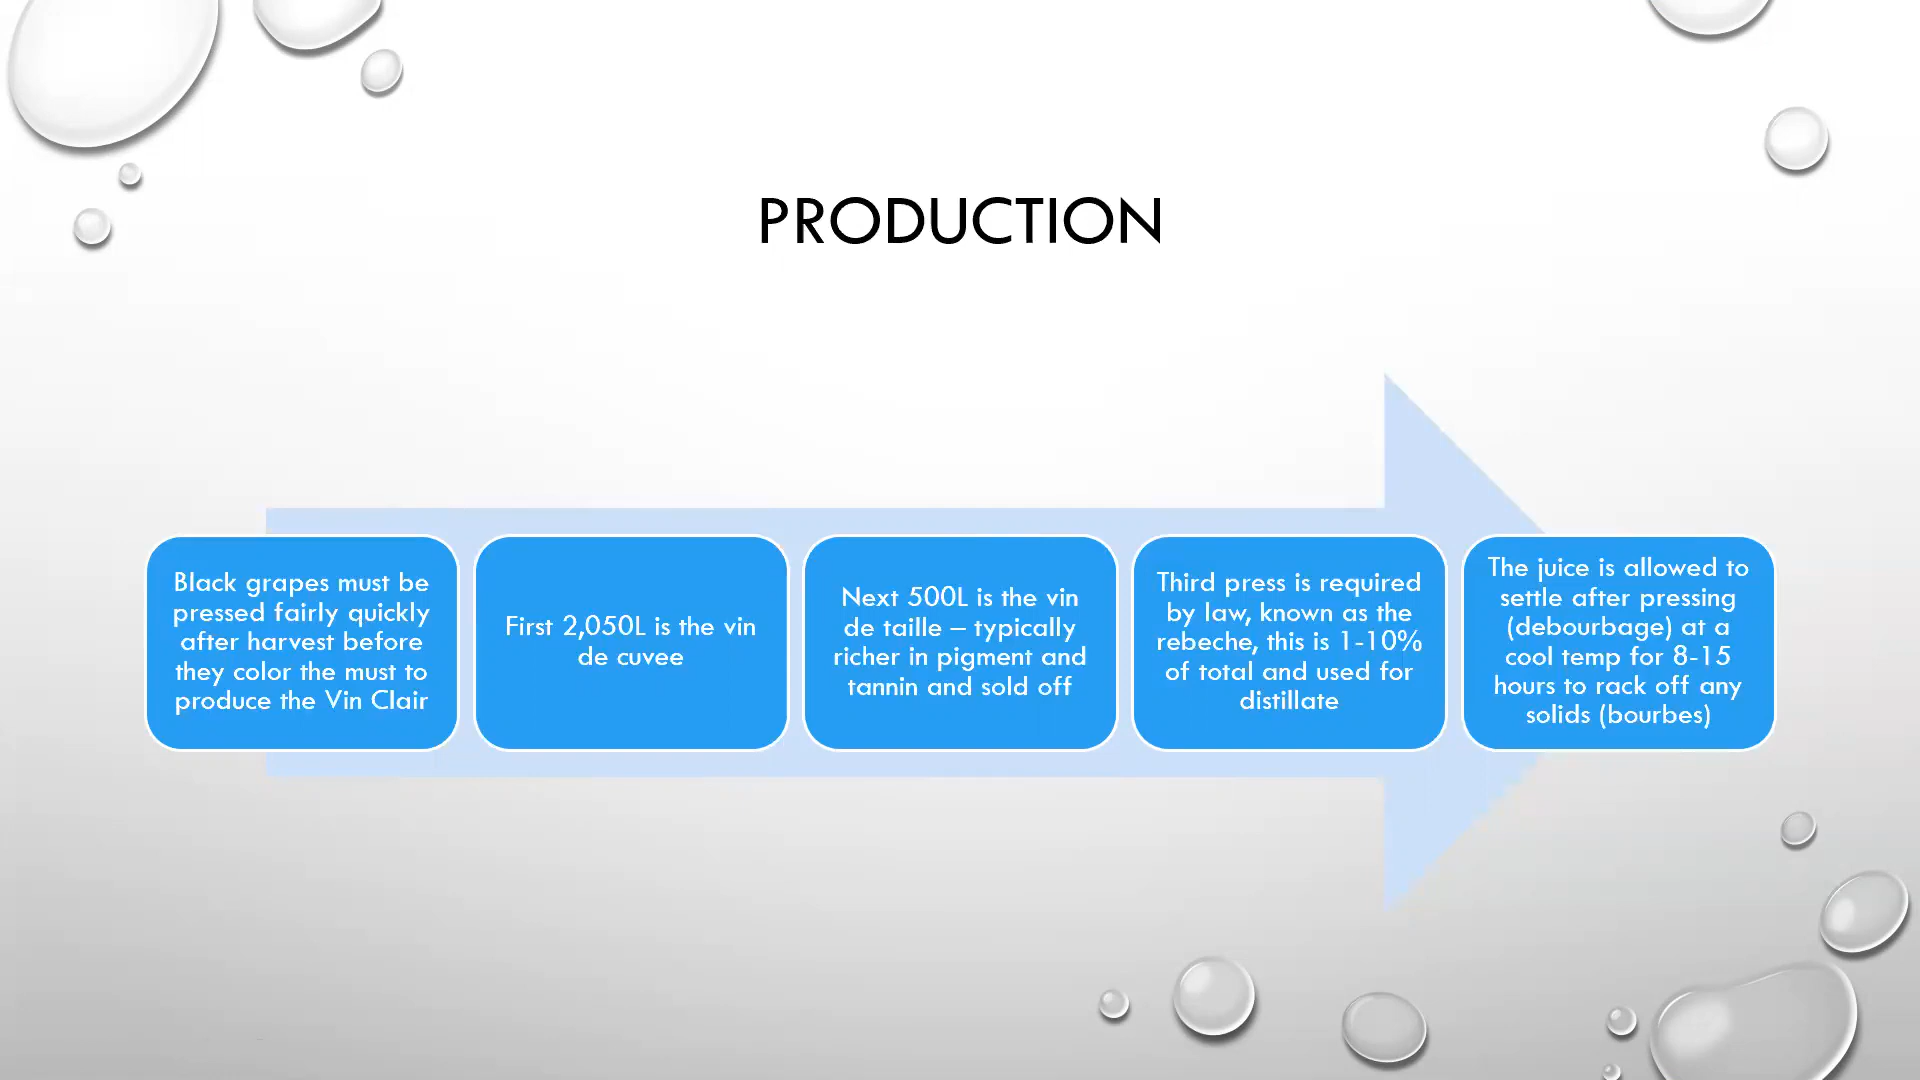 PRODUCTION
Black grapes must be
pressed fairly quickly
after harvest before
they color the must to
produce the Vin Clair
First 2,050L is the vin
de cuvee
Next 500L is the vin
de taille – typically
richer in pigment and
tannin and sold off
Third press is required
by law, known as the
rebeche, this is 1-10%
of total and used for
distillate
The juice is allowed to
settle after pressing
(debourbage) at a
cool temp for 8-15
hours to rack off any
solids (bourbes)